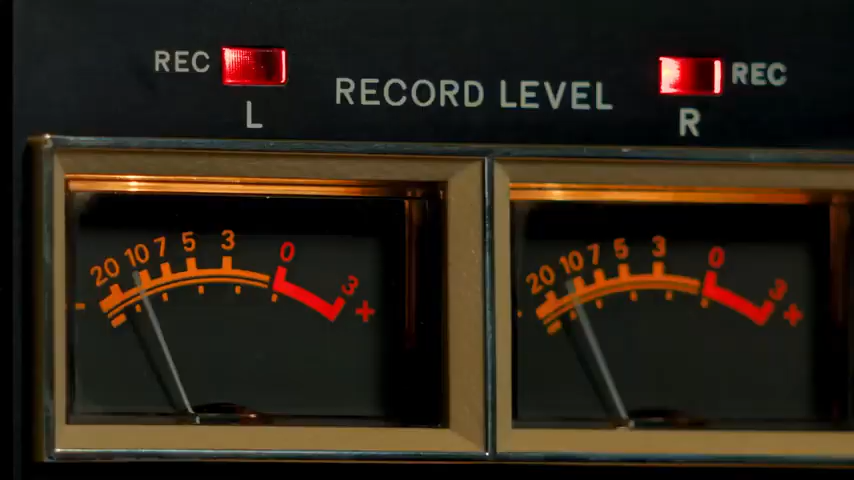 REC RECORD LEVEL REC
L R
20 10 7 5 3 0 3 +
20 10 7 5 3 0 3 +